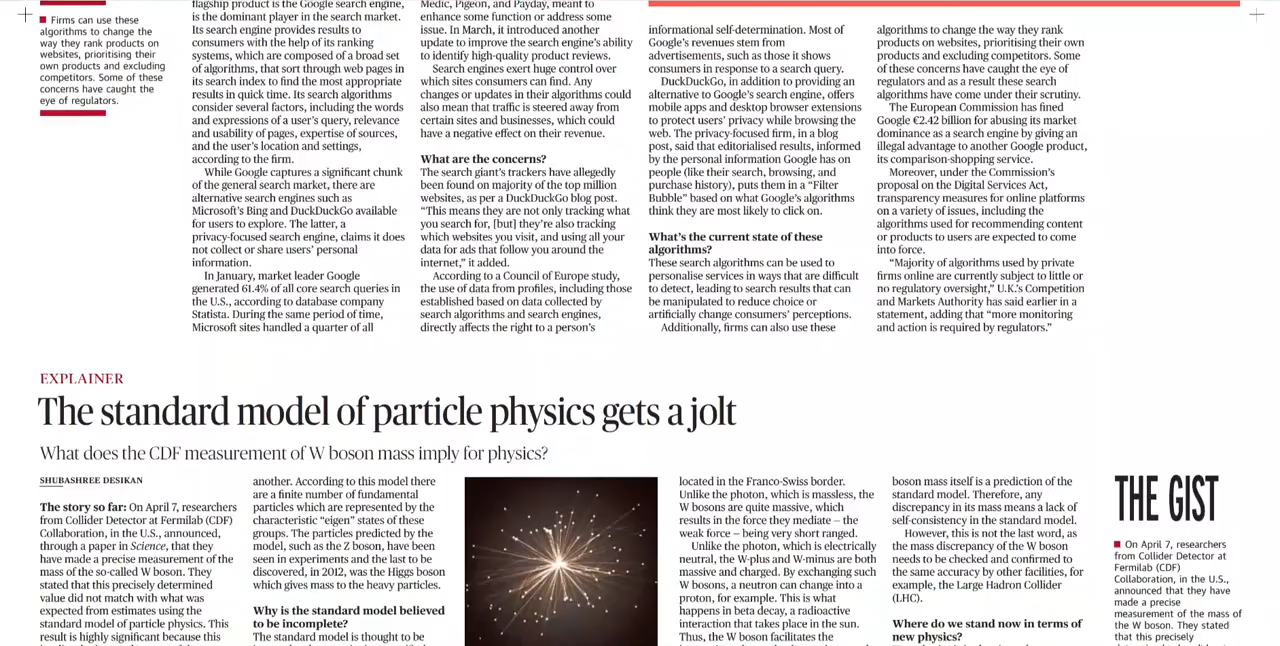 Firms can use these
algorithms to change the
way they rank products on
websites, prioritising their
own products and excluding
competitors. Some of these
concerns have caught the
eye of regulators.
flagship product is the Google search engine,
is the dominant player in the search market.
Its search engine provides results to
consumers with the help of its ranking
systems, which are composed of a broad set
of algorithms, that sort through web pages in
its search index to find the most appropriate
results in quick time. Its search algorithms
consider several factors, including the words
and expressions of a user's query, relevance
and usability of pages, expertise of sources,
and the user's location and settings,
according to the firm.
While Google captures a significant chunk
of the general search market, there are
alternative search engines such as
Microsoft's Bing and DuckDuckGo available
for users to explore. The latter, a
privacy-focused search engine, claims it does
not collect or share users' personal
information.
In January, market leader Google
generated 61.4% of all core search queries in
the U.S., according to database company
Statista. During the same period of time,
Microsoft sites handled a quarter of all
Medic, Pigeon, and Payday, meant to
enhance some function or address some
issue. In March, it introduced another
update to improve the search engine's ability
to identify high-quality product reviews.
Search engines exert huge control over
which sites consumers can find. Any
changes or updates in their algorithms could
also mean that traffic is steered away from
certain sites and businesses, which could
have a negative effect on their revenue.
What are the concerns?
The search giant's trackers have allegedly
been found on majority of the top million
websites, as per a DuckDuckGo blog post.
"This means they are not only tracking what
you search for, [but] they're also tracking
which websites you visit, and using all your
data for ads that follow you around the
internet," it added.
According to a Council of Europe study,
the use of data from profiles, including those
established based on data collected by
search algorithms and search engines,
directly affects the right to a person's
informational self-determination. Most of
Google's revenues stem from
advertisements, such as those it shows
consumers in response to a search query.
DuckDuckGo, in addition to providing an
alternative to Google's search engine, offers
mobile apps and desktop browser extensions
to protect users' privacy while browsing the
web. The privacy-focused firm, in a blog
post, said that editorialised results, informed
by the personal information Google has on
people (like their search, browsing, and
purchase history), puts them in a "Filter
Bubble" based on what Google's algorithms
think they are most likely to click on.
What's the current state of these
algorithms?
These search algorithms can be used to
personalise services in ways that are difficult
to detect, leading to search results that can
be manipulated to reduce choice or
artificially change consumers' perceptions.
Additionally, firms can also use these
algorithms to change the way they rank
products on websites, prioritising their own
products and excluding competitors. Some
of these concerns have caught the eye of
regulators and as a result these search
algorithms have come under their scrutiny.
The European Commission has fined
Google €2.42 billion for abusing its market
dominance as a search engine by giving an
illegal advantage to another Google product,
its comparison-shopping service.
Moreover, under the Commission's
proposal on the Digital Services Act,
transparency measures for online platforms
on a variety of issues, including the
algorithms used for recommending content
or products to users are expected to come
into force.
"Majority of algorithms used by private
firms online are currently subject to little or
no regulatory oversight," U.K.'s Competition
and Markets Authority has said earlier in a
statement, adding that "more monitoring
and action is required by regulators."
EXPLAINER
The standard model of particle physics gets a jolt
What does the CDF measurement of W boson mass imply for physics?
SHUBASHREE DESIKAN
The story so far: On April 7, researchers
from Collider Detector at Fermilab (CDF)
Collaboration, in the U.S., announced,
through a paper in Science, that they
have made a precise measurement of the
mass of the so-called W boson. They
stated that this precisely determined
value did not match with what was
expected from estimates using the
standard model of particle physics. This
result is highly significant because this
another. According to this model there
are a finite number of fundamental
particles which are represented by the
characteristic "eigen" states of these
groups. The particles predicted by the
model, such as the Z boson, have been
seen in experiments and the last to be
discovered, in 2012, was the Higgs boson
which gives mass to the heavy particles.
Why is the standard model believed
to be incomplete?
The standard model is thought to be
located in the Franco-Swiss border.
Unlike the photon, which is massless, the
W bosons are quite massive, which
results in the force they mediate — the
weak force — being very short ranged.
Unlike the photon, which is electrically
neutral, the W-plus and W-minus are both
massive and charged. By exchanging such
W bosons, a neutron can change into a
proton, for example. This is what
happens in beta decay, a radioactive
interaction that takes place in the sun.
Thus, the W boson facilitates the
boson mass itself is a prediction of the
standard model. Therefore, any
discrepancy in its mass means a lack of
self-consistency in the standard model.
However, this is not the last word, as
the mass discrepancy of the W boson
needs to be checked and confirmed to
the same accuracy by other facilities, for
example, the Large Hadron Collider
(LHC).
Where do we stand now in terms of
new physics?
THE GIST
On April 7, researchers
from Collider Detector at
Fermilab (CDF)
Collaboration, in the U.S.,
announced that they have
made a precise
measurement of the mass of
the W boson. They stated
that this precisely